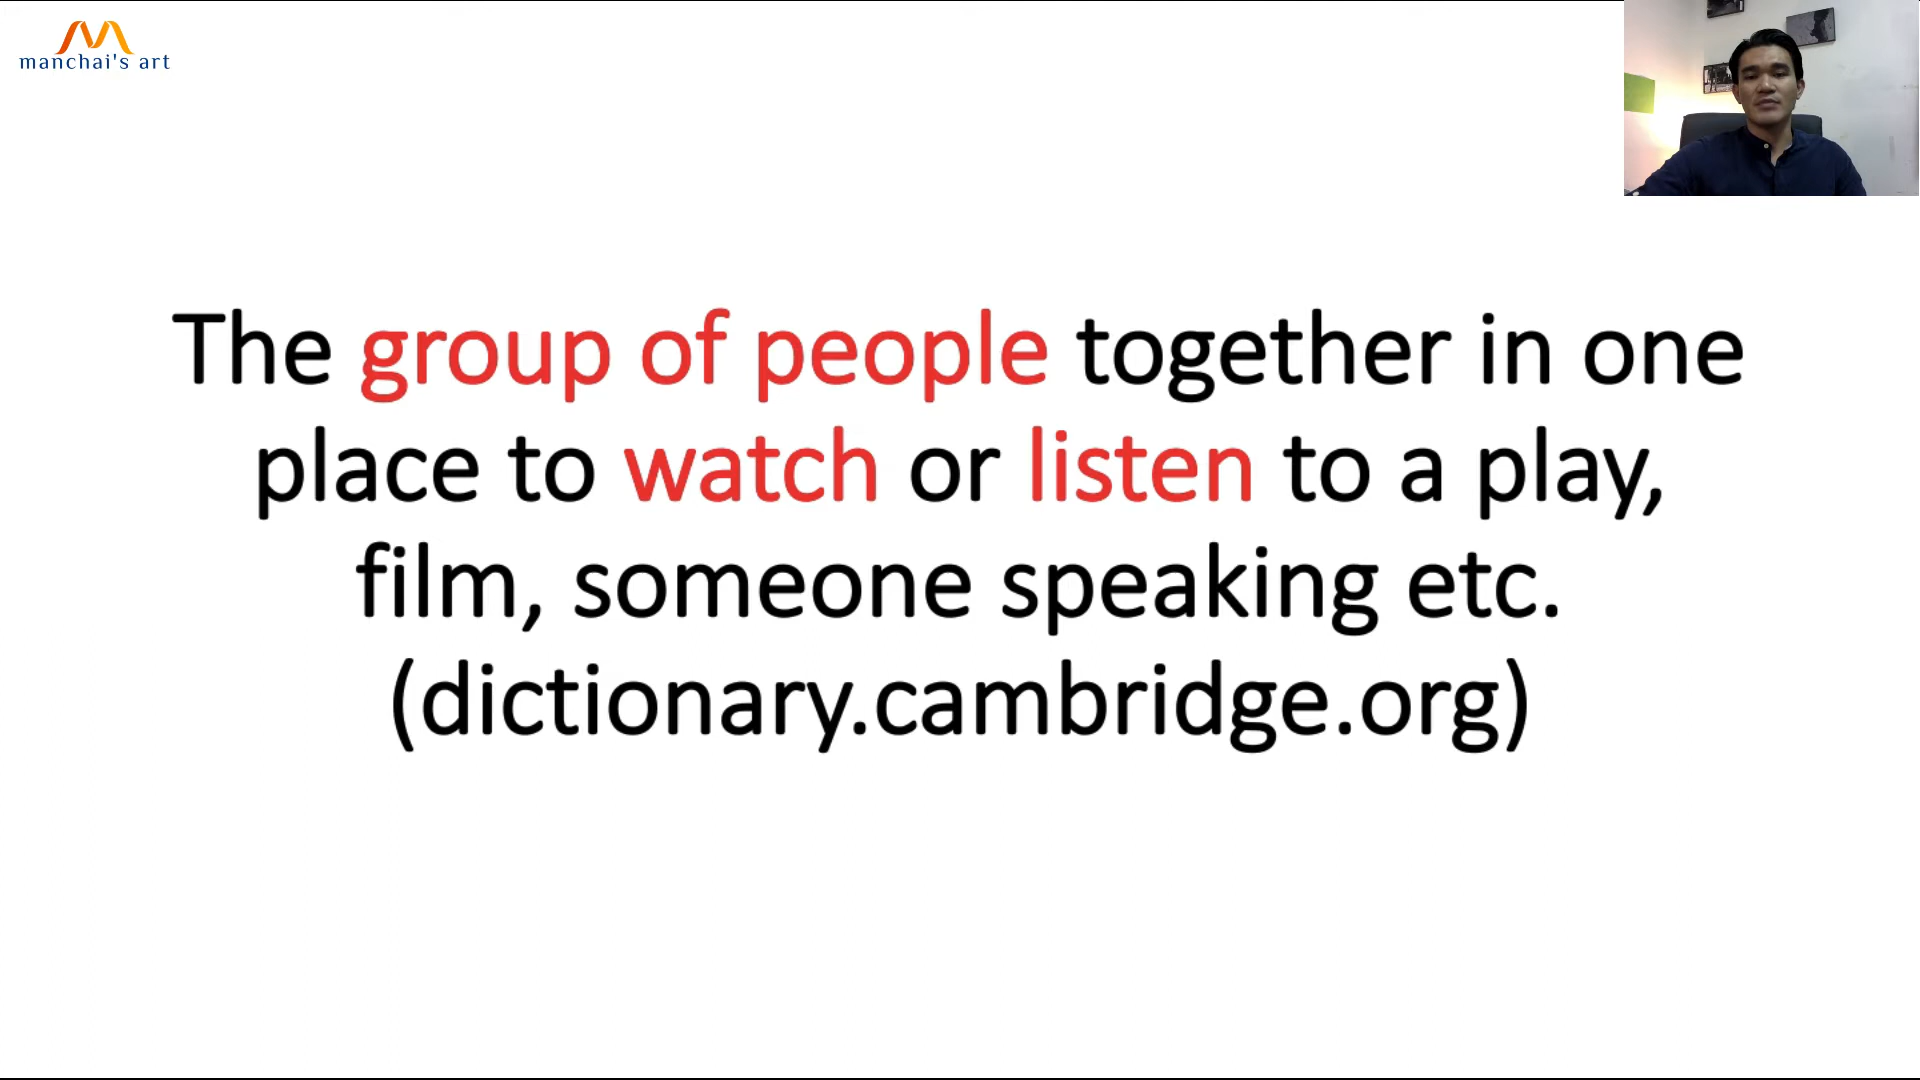 manchai's art
The group of people together in one
place to watch or listen to a play,
film, someone speaking etc.
(dictionary.cambridge.org)